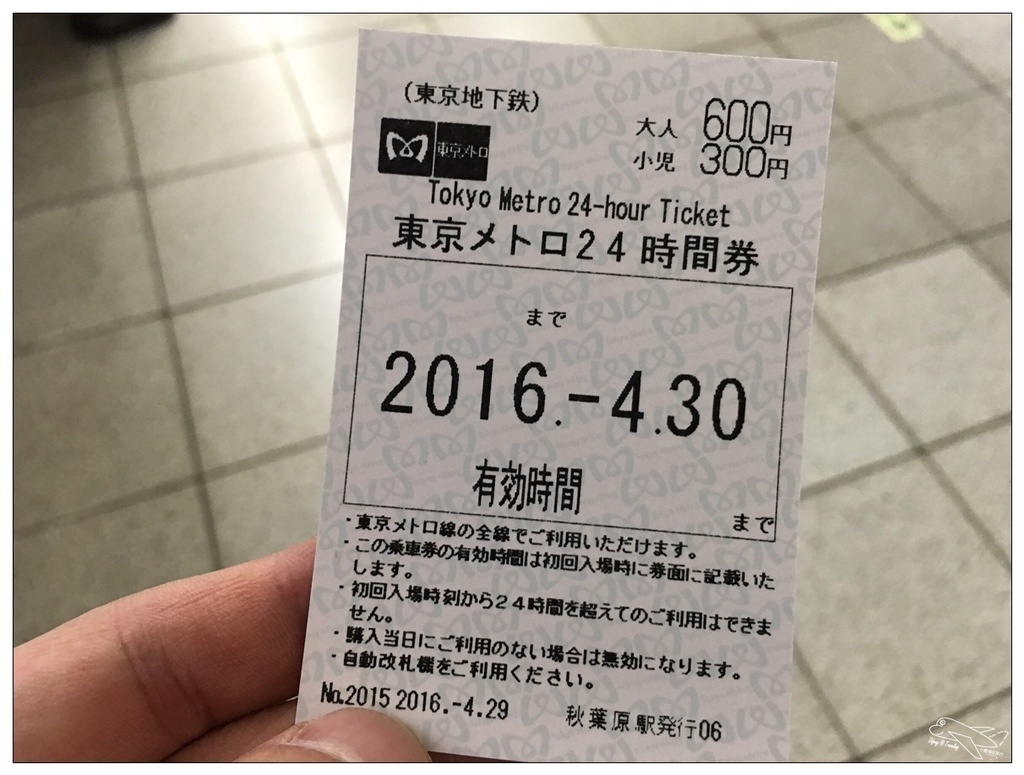 (東京地下鉄)
東京メトロ
大人 600円
小児 300円
Tokyo Metro 24-hour Ticket
東京メトロ24時間券
まで
2016.-4.30
有効時間
まで
・東京メトロ線の全線でご利用いただけます。
・この乗車券の有効時間は初回入場時に券面に記載いた
します。
・初回入場時刻から24時間を超えてのご利用はできま
せん。
・購入当日にご利用のない場合は無効になります。
・自動改札機をご利用ください。
No.2015 2016.-4.29 秋葉原駅発行06